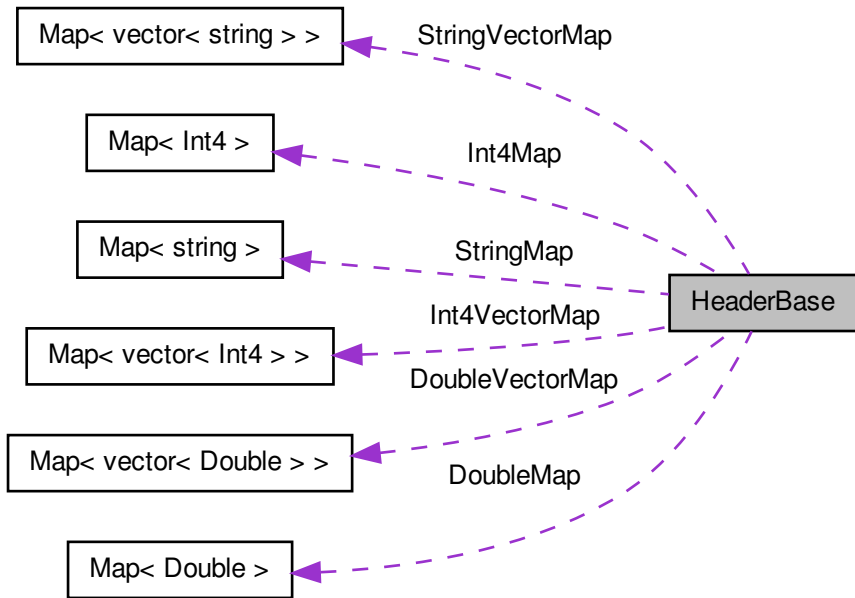 Map< vector< string > >
StringVectorMap
Map< Int4 >
Int4Map
Map< string >
StringMap
HeaderBase
Int4VectorMap
Map< vector< Int4 > >
DoubleVectorMap
Map< vector< Double > >
DoubleMap
Map< Double >